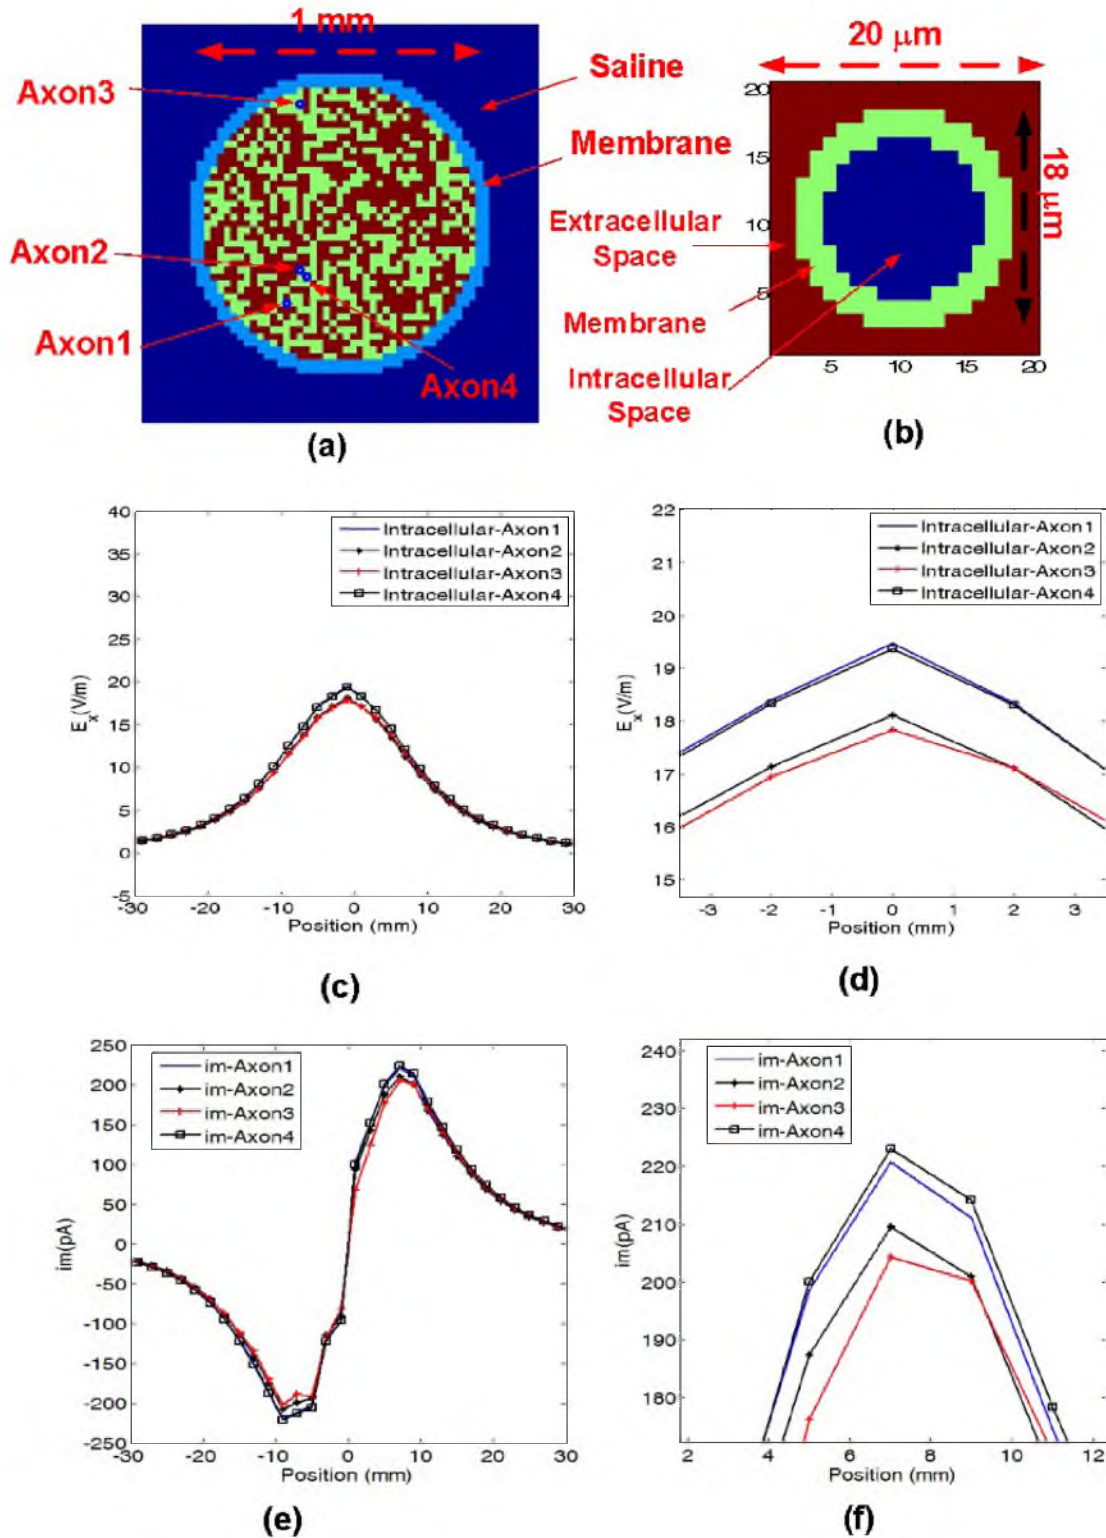 1 mm
Axon3
Saline
Membrane
Axon2
Axon1
Axon4
(a)
20 μm
20
15
10
5
5 10 15 20
18 μm
Extracellular
Space
Membrane
Intracellular
Space
(b)
Intracellular-Axon1
Intracellular-Axon2
Intracellular-Axon3
Intracellular-Axon4
40
35
30
25
20
15
10
5
0
-5
E_x(V/m)
-30 -20 -10 0 10 20 30
Position (mm)
(c)
Intracellular-Axon1
Intracellular-Axon2
Intracellular-Axon3
Intracellular-Axon4
22
21
20
19
18
17
16
15
E_x(V/m)
-3 -2 -1 0 1 2 3
Position (mm)
(d)
im-Axon1
im-Axon2
im-Axon3
im-Axon4
250
200
150
100
50
0
-50
-100
-150
-200
-250
im(pA)
-30 -20 -10 0 10 20 30
Position (mm)
(e)
im-Axon1
im-Axon2
im-Axon3
im-Axon4
240
230
220
210
200
190
180
im(pA)
2 4 6 8 10 12
Position (mm)
(f)